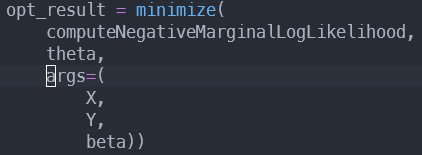 opt_result = minimize(
    computeNegativeMarginalLogLikelihood,
    theta,
    args=(
        X,
        Y,
        beta))